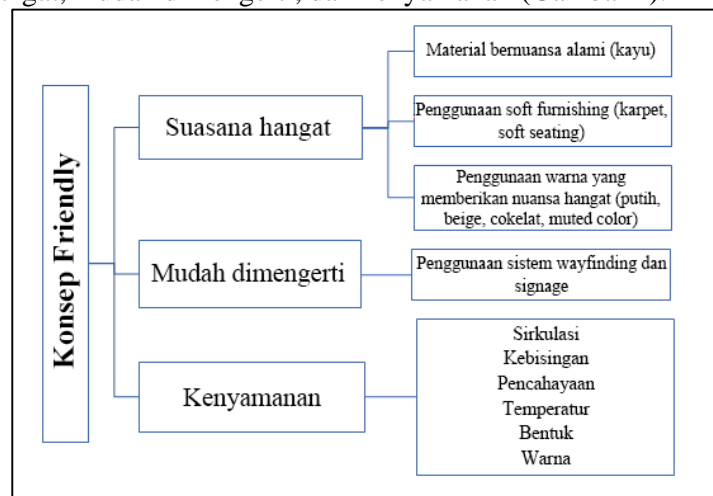 Konsep Friendly
Suasana hangat
Material bernuansa alami (kayu)
Penggunaan soft furnishing (karpet,
soft seating)
Penggunaan warna yang
memberikan nuansa hangat (putih,
beige, cokelat, muted color)
Mudah dimengerti
Penggunaan sistem wayfinding dan
signage
Kenyamanan
Sirkulasi
Kebisingan
Pencahayaan
Temperatur
Bentuk
Warna